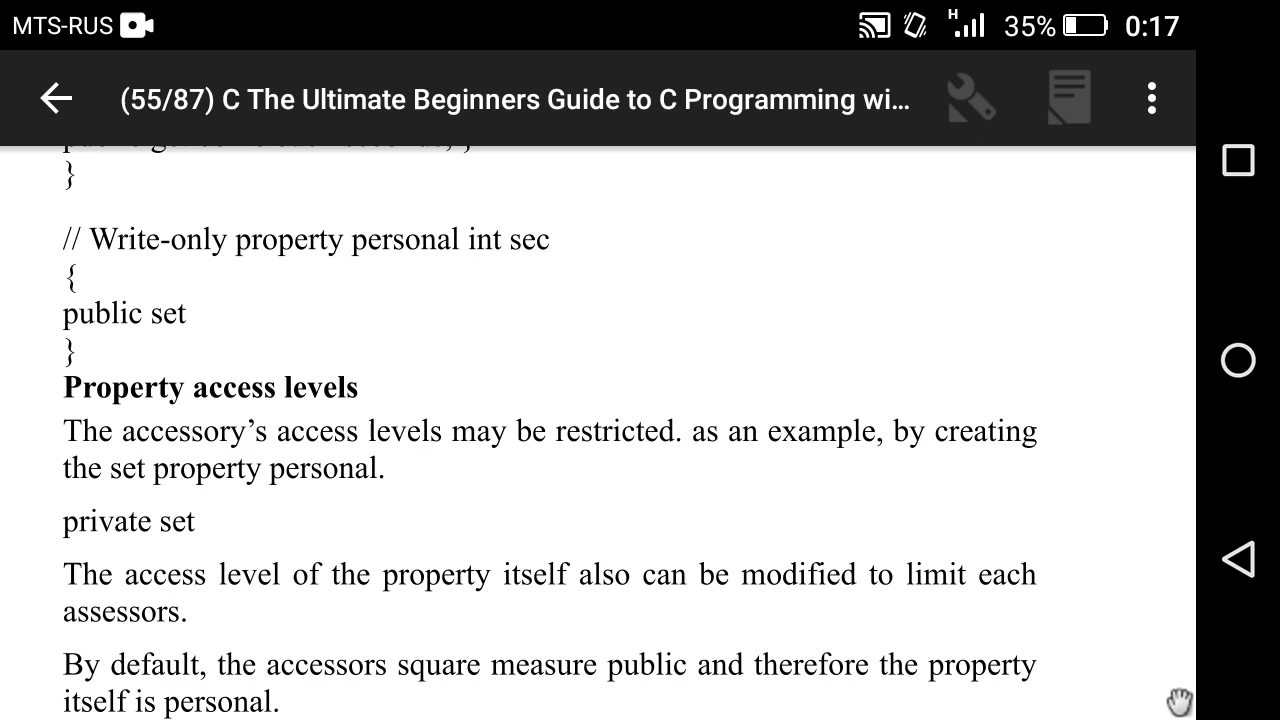 MTS-RUS H 35% 0:17
(55/87) C The Ultimate Beginners Guide to C Programming wi...
}
// Write-only property personal int sec
{
public set
}
Property access levels
The accessory’s access levels may be restricted. as an example, by creating
the set property personal.
private set
The access level of the property itself also can be modified to limit each
assessors.
By default, the accessors square measure public and therefore the property
itself is personal.